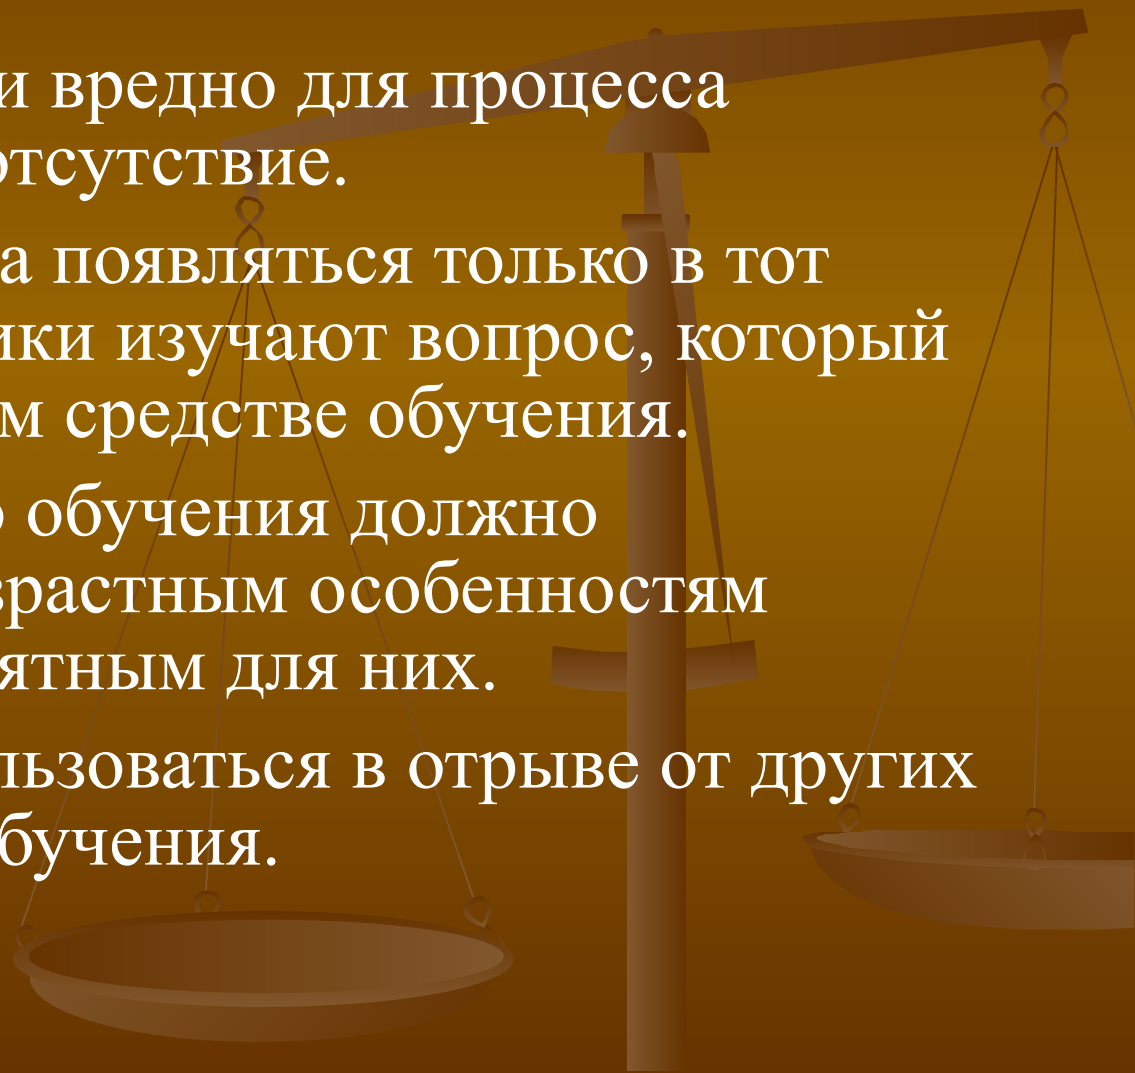 и вредно для процесса
отсутствие.
а появляться только в тот
ики изучают вопрос, который
м средстве обучения.
о обучения должно
зрастным особенностям
ятным для них.
льзоваться в отрыве от других
бучения.